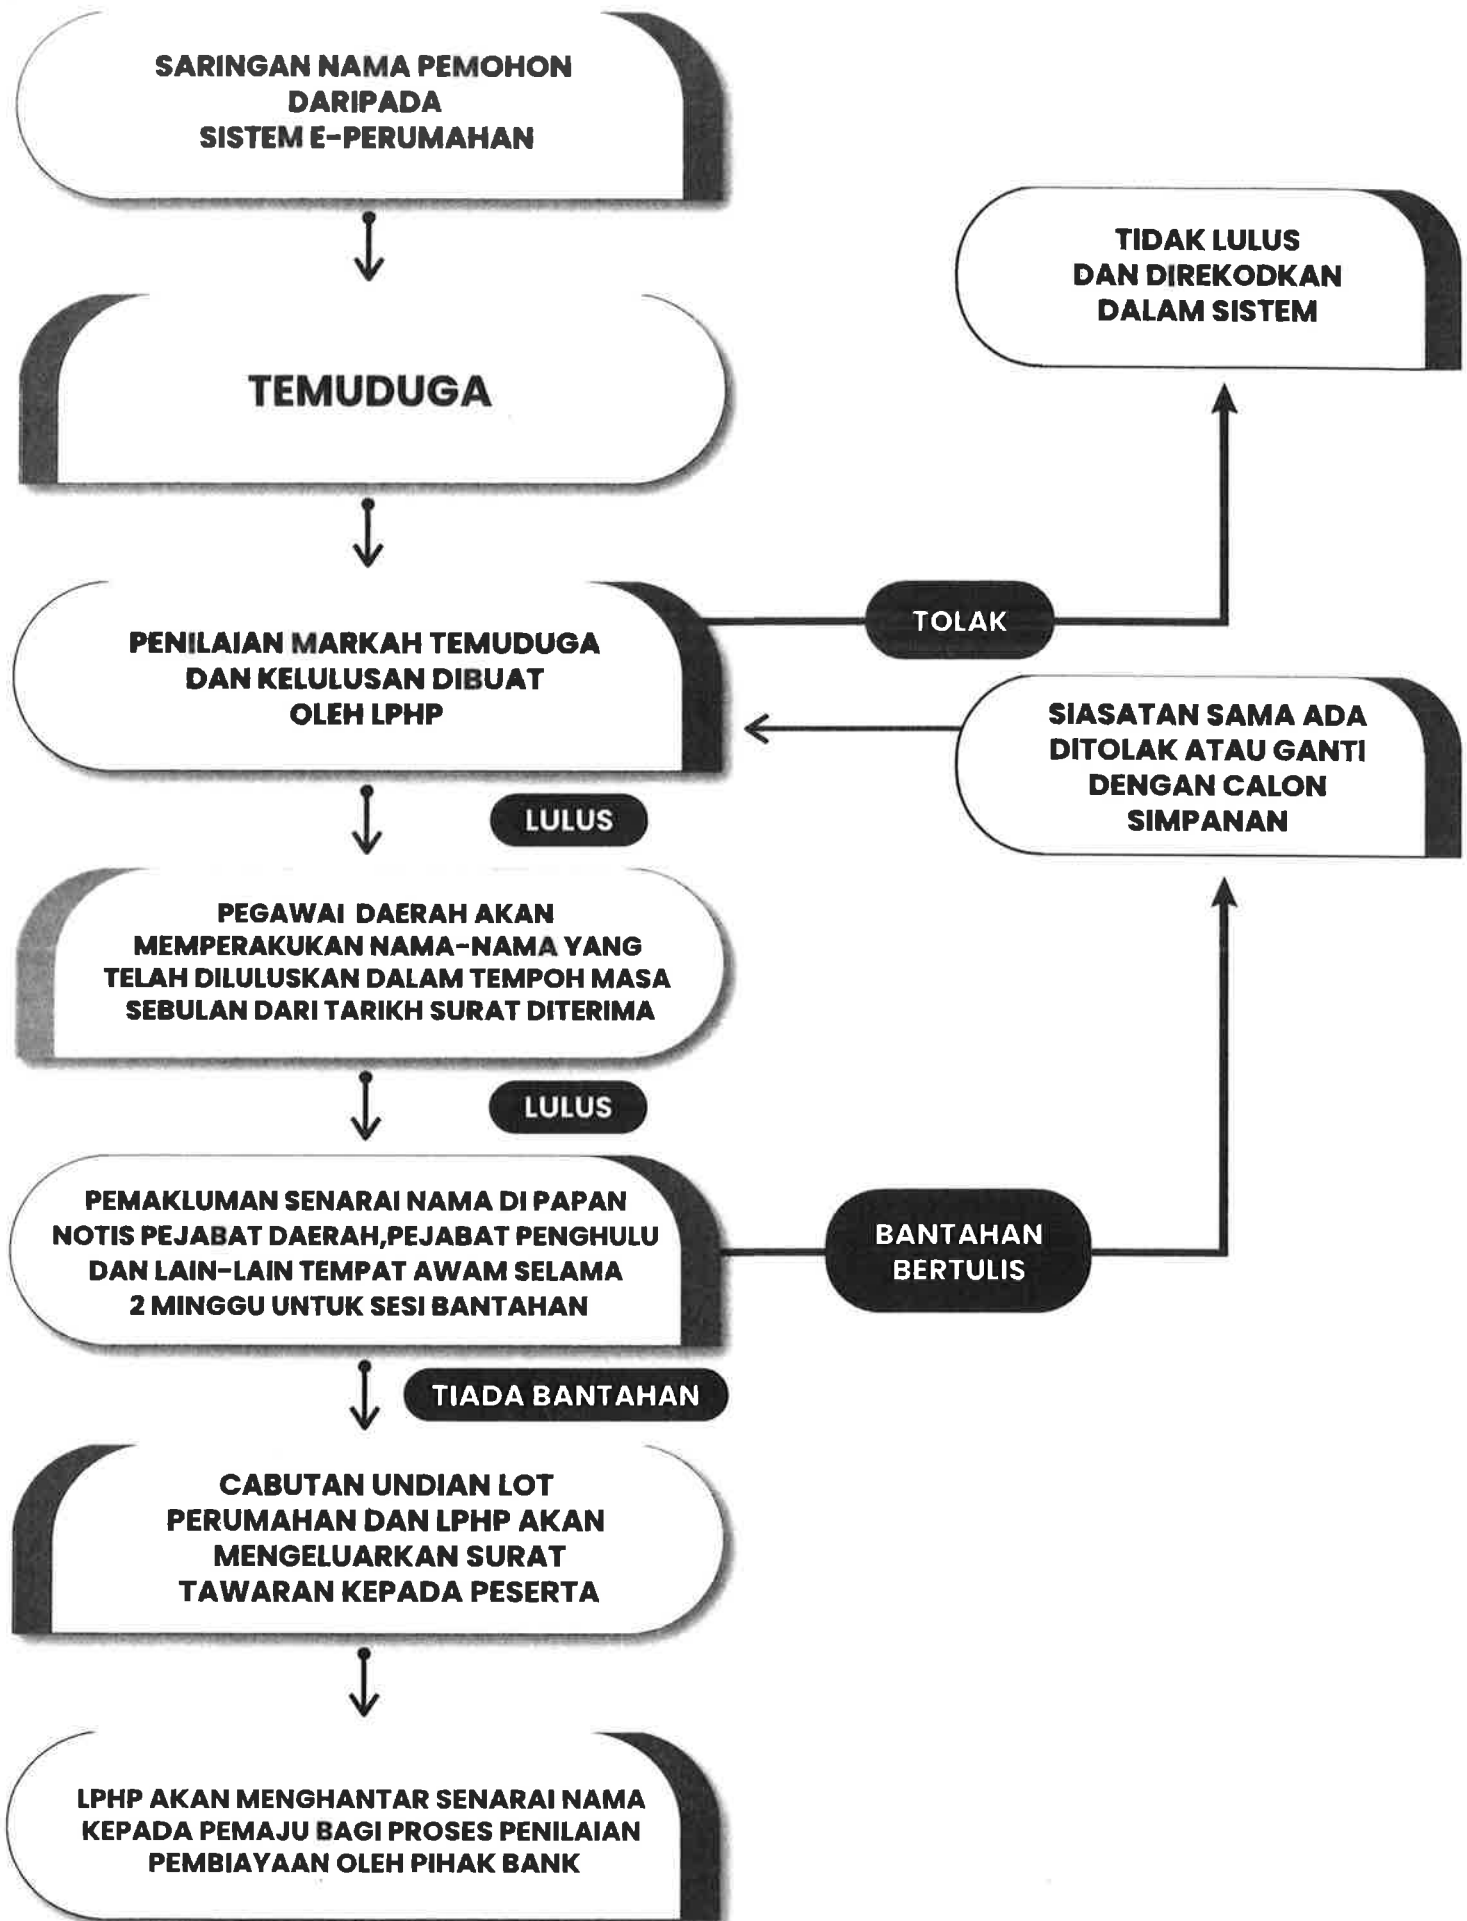 SARINGAN NAMA PEMOHON
DARIPADA
SISTEM E-PERUMAHAN
TIDAK LULUS
DAN DIREKODKAN
DALAM SISTEM
TEMUDUGA
TOLAK
PENILAIAN MARKAH TEMUDUGA
DAN KELULUSAN DIBUAT
OLEH LPHP
SIASATAN SAMA ADA
DITOLAK ATAU GANTI
DENGAN CALON
SIMPANAN
LULUS
PEGAWAI DAERAH AKAN
MEMPERAKUKAN NAMA-NAMA YANG
TELAH DILULUSKAN DALAM TEMPOH MASA
SEBULAN DARI TARIKH SURAT DITERIMA
LULUS
PEMAKLUMAN SENARAI NAMA DI PAPAN
NOTIS PEJABAT DAERAH,PEJABAT PENGHULU
DAN LAIN-LAIN TEMPAT AWAM SELAMA
2 MINGGU UNTUK SESI BANTAHAN
BANTAHAN
BERTULIS
TIADA BANTAHAN
CABUTAN UNDIAN LOT
PERUMAHAN DAN LPHP AKAN
MENGELUARKAN SURAT
TAWARAN KEPADA PESERTA
LPHP AKAN MENGHANTAR SENARAI NAMA
KEPADA PEMAJU BAGI PROSES PENILAIAN
PEMBIAYAAN OLEH PIHAK BANK